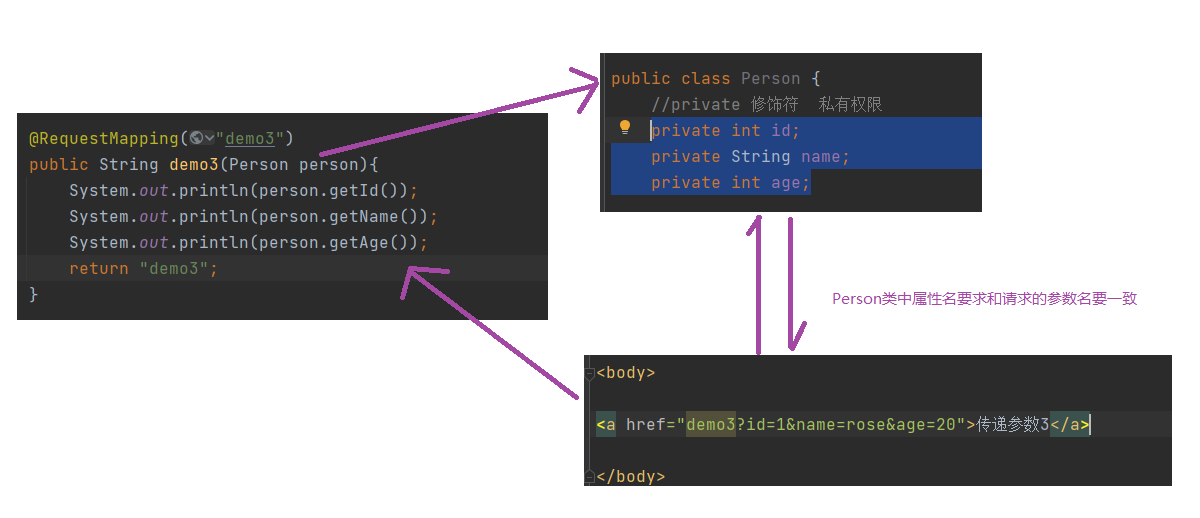 @RequestMapping("demo3")
public String demo3(Person person){
System.out.println(person.getId());
System.out.println(person.getName());
System.out.println(person.getAge());
return "demo3";
}
public class Person {
//private 修饰符 私有权限
private int id;
private String name;
private int age;
Person类中属性名要求和请求的参数名要一致
<body>
<a href="demo3?id=1&name=rose&age=20">传递参数3</a>
</body>